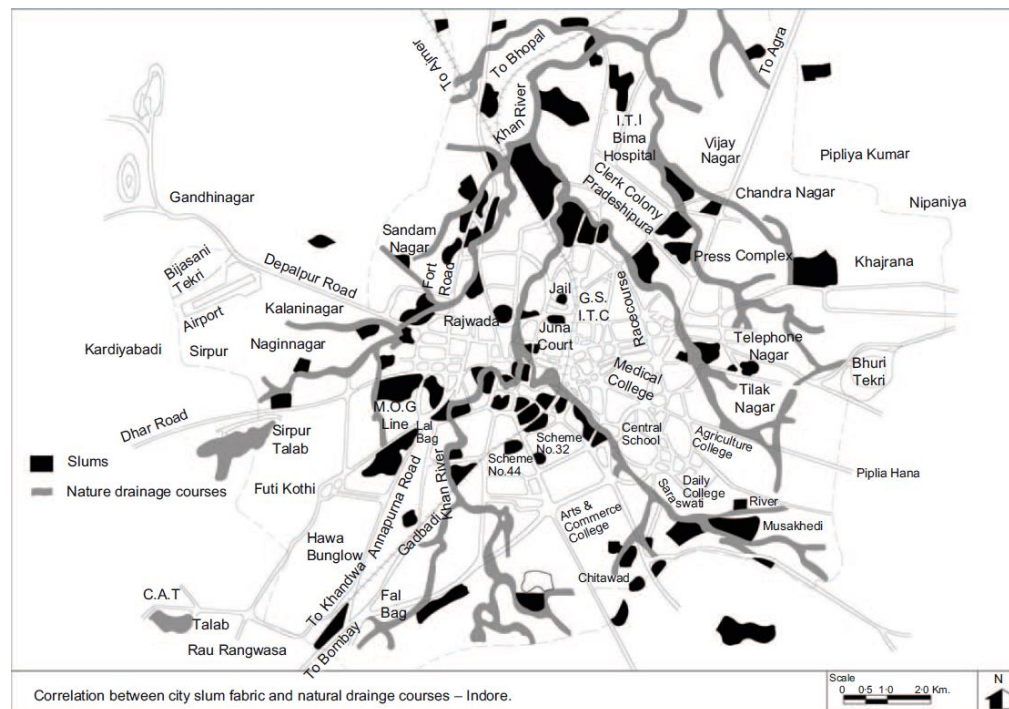 To Ajmer
To Bhopal
To Agra
Khan River
I.T.I
Bima
Hospital
Vijay
Nagar
Pipliya Kumar
Clerk Colony
Pradeshipura
Chandra Nagar
Nipaniya
Gandhinagar
Sandam
Nagar
Fort
Road
Press Complex
Khajrana
Bijasani
Tekri
Depalpur Road
Airport
Kalaninagar
Jail
G.S.
I.T.C
Racecourse
Rajwada
Juna
Court
Kardiyabadi
Sirpur
Naginnagar
Telephone
Nagar
Bhuri
Tekri
Medical
College
Tilak
Nagar
Dhar Road
M.O.G
Line
Lal
Bag
Sirpur
Talab
Central
School
Agriculture
College
Scheme
No.32
Scheme
No.44
Slums
Nature drainage courses
Piplia Hana
Futi Kothi
Annapurna Road
Khan River
Gadbadi
Daily
College
Saraswati
River
Musakhedi
Arts &
Commerce
College
Hawa
Bunglow
Chitawad
To Khandwa
C.A.T
Talab
Fal
Bag
Rau Rangwasa
To Bombay
Correlation between city slum fabric and natural drainge courses – Indore.
Scale
0 0·5 1·0 2·0 Km.
N